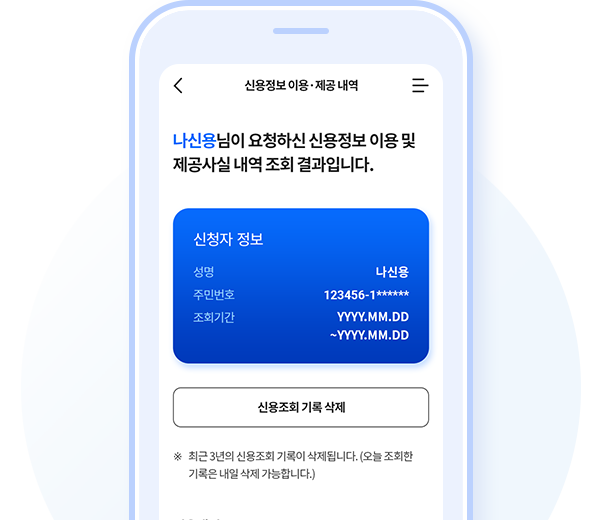 신용정보 이용·제공 내역
나신용님이 요청하신 신용정보 이용 및
제공사실 내역 조회 결과입니다.
신청자 정보
성명 나신용
주민번호 123456-1******
조회기간 YYYY.MM.DD
~YYYY.MM.DD
신용조회 기록 삭제
※ 최근 3년의 신용조회 기록이 삭제됩니다. (오늘 조회한
기록은 내일 삭제 가능합니다.)